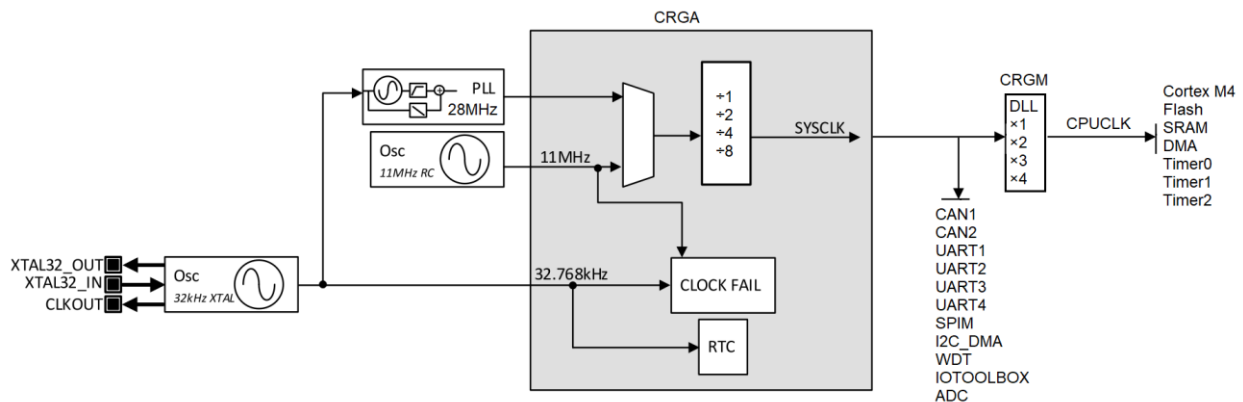 CRGA
PLL
28MHz
Osc
11MHz RC
11MHz
÷1
÷2
÷4
÷8
SYSCLK
CRGM
DLL
×1
×2
×3
×4
CPUCLK
Cortex M4
Flash
SRAM
DMA
Timer0
Timer1
Timer2
CAN1
CAN2
UART1
UART2
UART3
UART4
SPIM
I2C_DMA
WDT
IOTOOLBOX
ADC
XTAL32_OUT
XTAL32_IN
CLKOUT
Osc
32kHz XTAL
32.768kHz
CLOCK FAIL
RTC